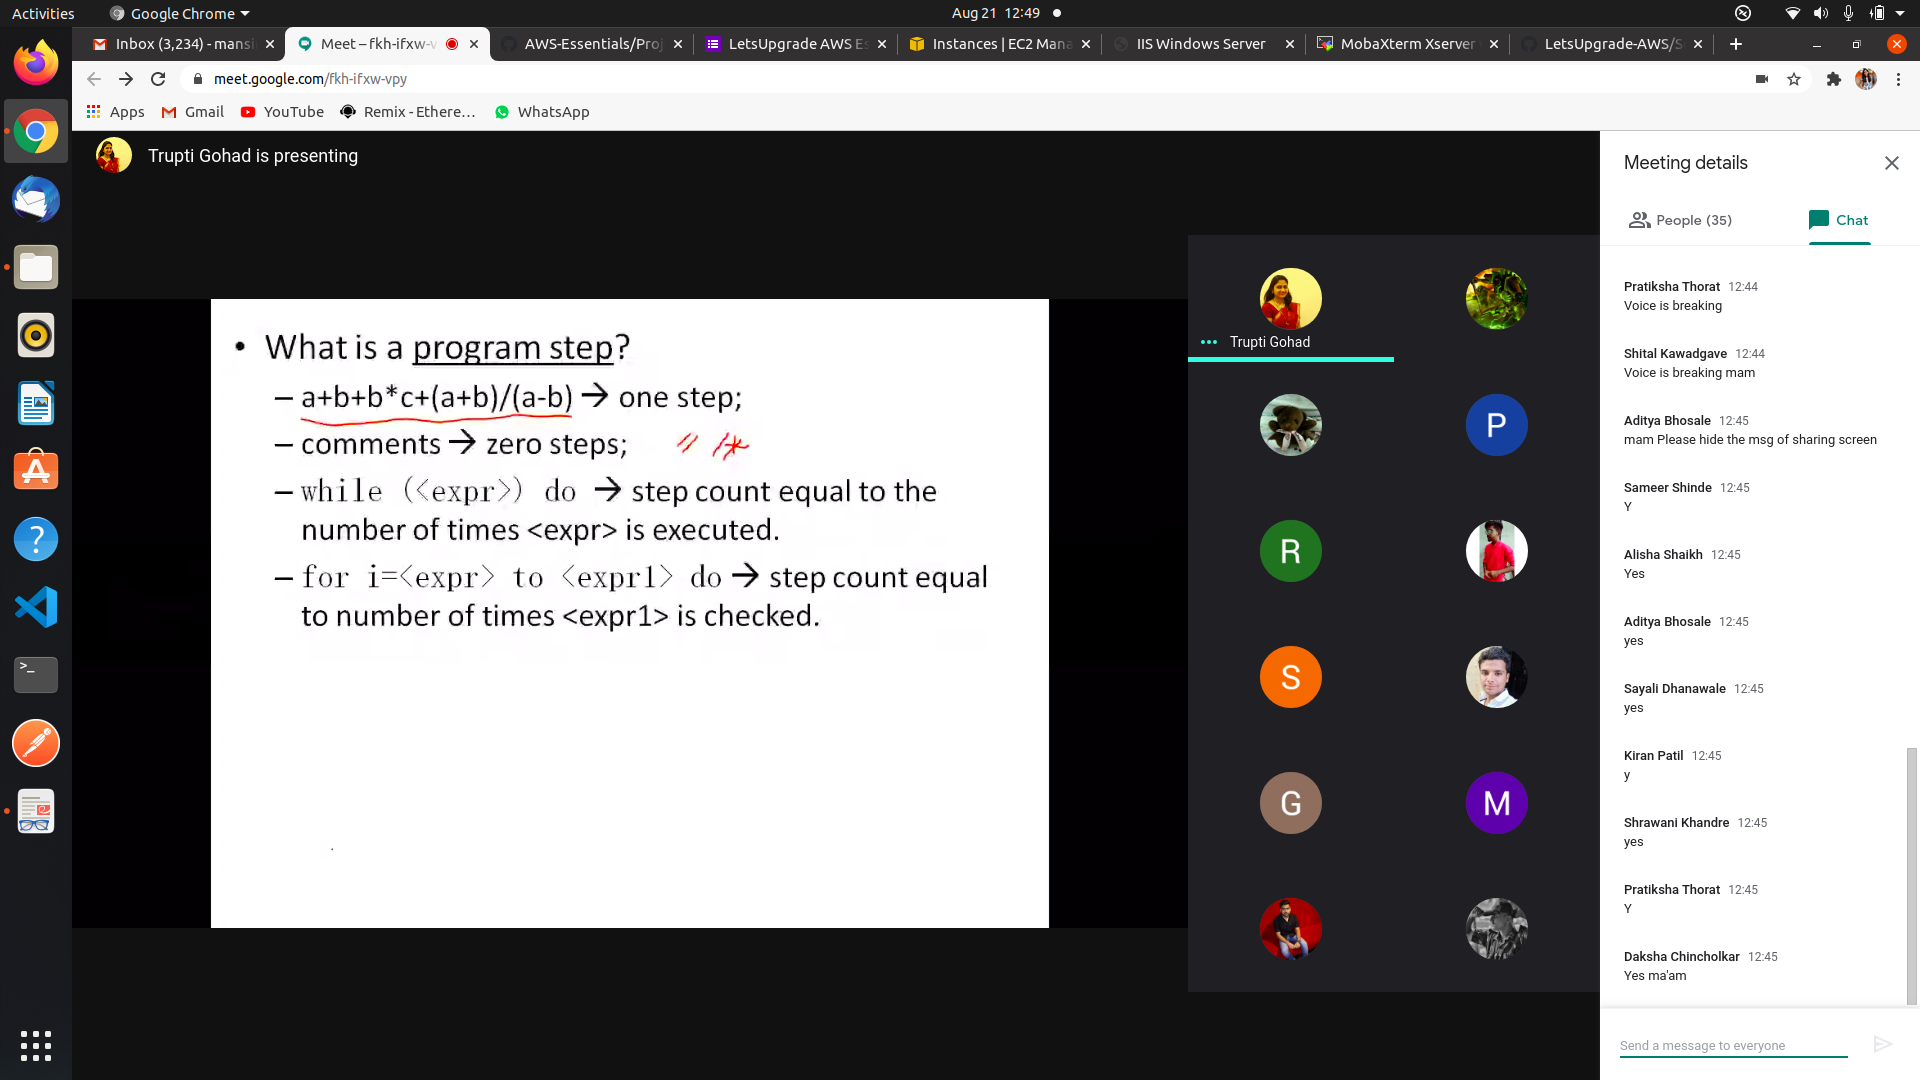 Activities
Google Chrome
Aug 21 12:49
Inbox (3,234) - mansi
Meet – fkh-ifxw-v
AWS-Essentials/Proj
LetsUpgrade AWS Es
Instances | EC2 Mana
IIS Windows Server
MobaXterm Xserver
LetsUpgrade-AWS/S
meet.google.com/fkh-ifxw-vpy
Apps
Gmail
YouTube
Remix - Ethere…
WhatsApp
Trupti Gohad is presenting
• What is a program step?
– a+b+b*c+(a+b)/(a-b) → one step;
– comments → zero steps; // /*
– while (<expr>) do → step count equal to the
number of times <expr> is executed.
– for i=<expr> to <expr1> do → step count equal
to number of times <expr1> is checked.
Trupti Gohad
P
R
S
G
M
Meeting details
People (35)
Chat
Pratiksha Thorat 12:44
Voice is breaking
Shital Kawadgave 12:44
Voice is breaking mam
Aditya Bhosale 12:45
mam Please hide the msg of sharing screen
Sameer Shinde 12:45
Y
Alisha Shaikh 12:45
Yes
Aditya Bhosale 12:45
yes
Sayali Dhanawale 12:45
yes
Kiran Patil 12:45
y
Shrawani Khandre 12:45
yes
Pratiksha Thorat 12:45
Y
Daksha Chincholkar 12:45
Yes ma'am
Send a message to everyone